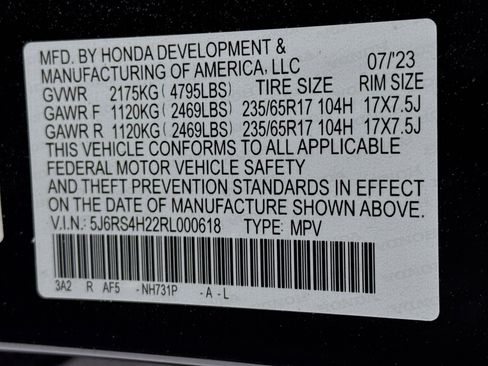 MFD. BY HONDA DEVELOPMENT &
MANUFACTURING OF AMERICA, LLC 07/'23
GVWR 2175KG ( 4795LBS) TIRE SIZE RIM SIZE
GAWR F 1120KG ( 2469LBS) 235/65R17 104H 17X7.5J
GAWR R 1120KG ( 2469LBS) 235/65R17 104H 17X7.5J
THIS VEHICLE CONFORMS TO ALL APPLICABLE
FEDERAL MOTOR VEHICLE SAFETY
AND THEFT PREVENTION STANDARDS IN EFFECT
ON THE DATE OF MANUFACTURE SHOWN ABOVE.
V.I.N.: 5J6RS4H22RL000618 TYPE: MPV
3A2 R AF5 -NH731P -A -L